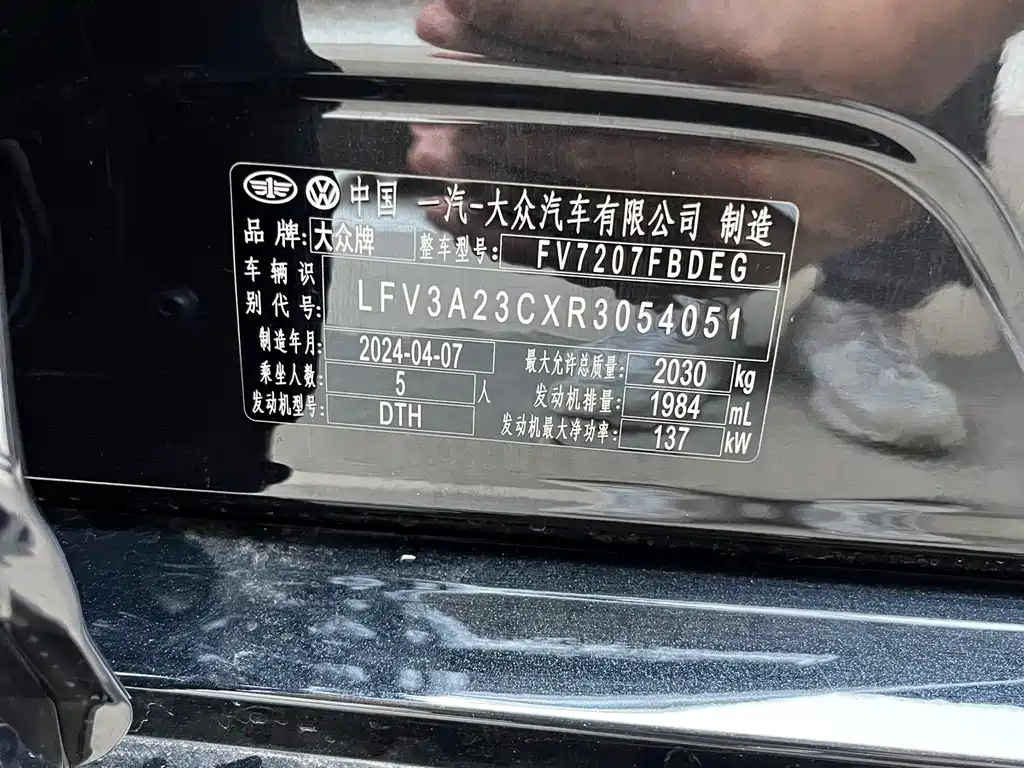 中国 一汽-大众汽车有限公司 制造
品牌: 大众牌 整车型号: FV7207FBDEG
车辆识
别代号: LFV3A23CXR3054051
制造年月: 2024-04-07 最大允许总质量: 2030 kg
乘坐人数: 5 人 发动机排量: 1984 mL
发动机型号: DTH 发动机最大净功率: 137 kW